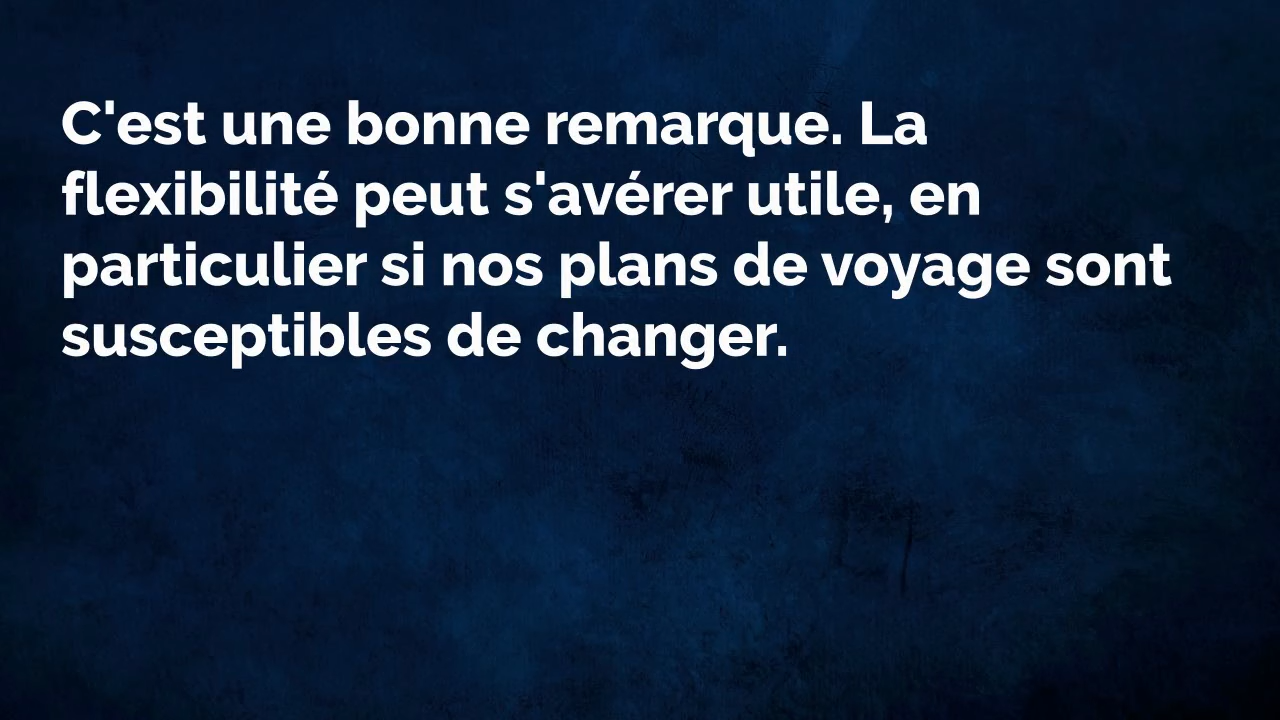 C'est une bonne remarque. La
flexibilité peut s'avérer utile, en
particulier si nos plans de voyage sont
susceptibles de changer.